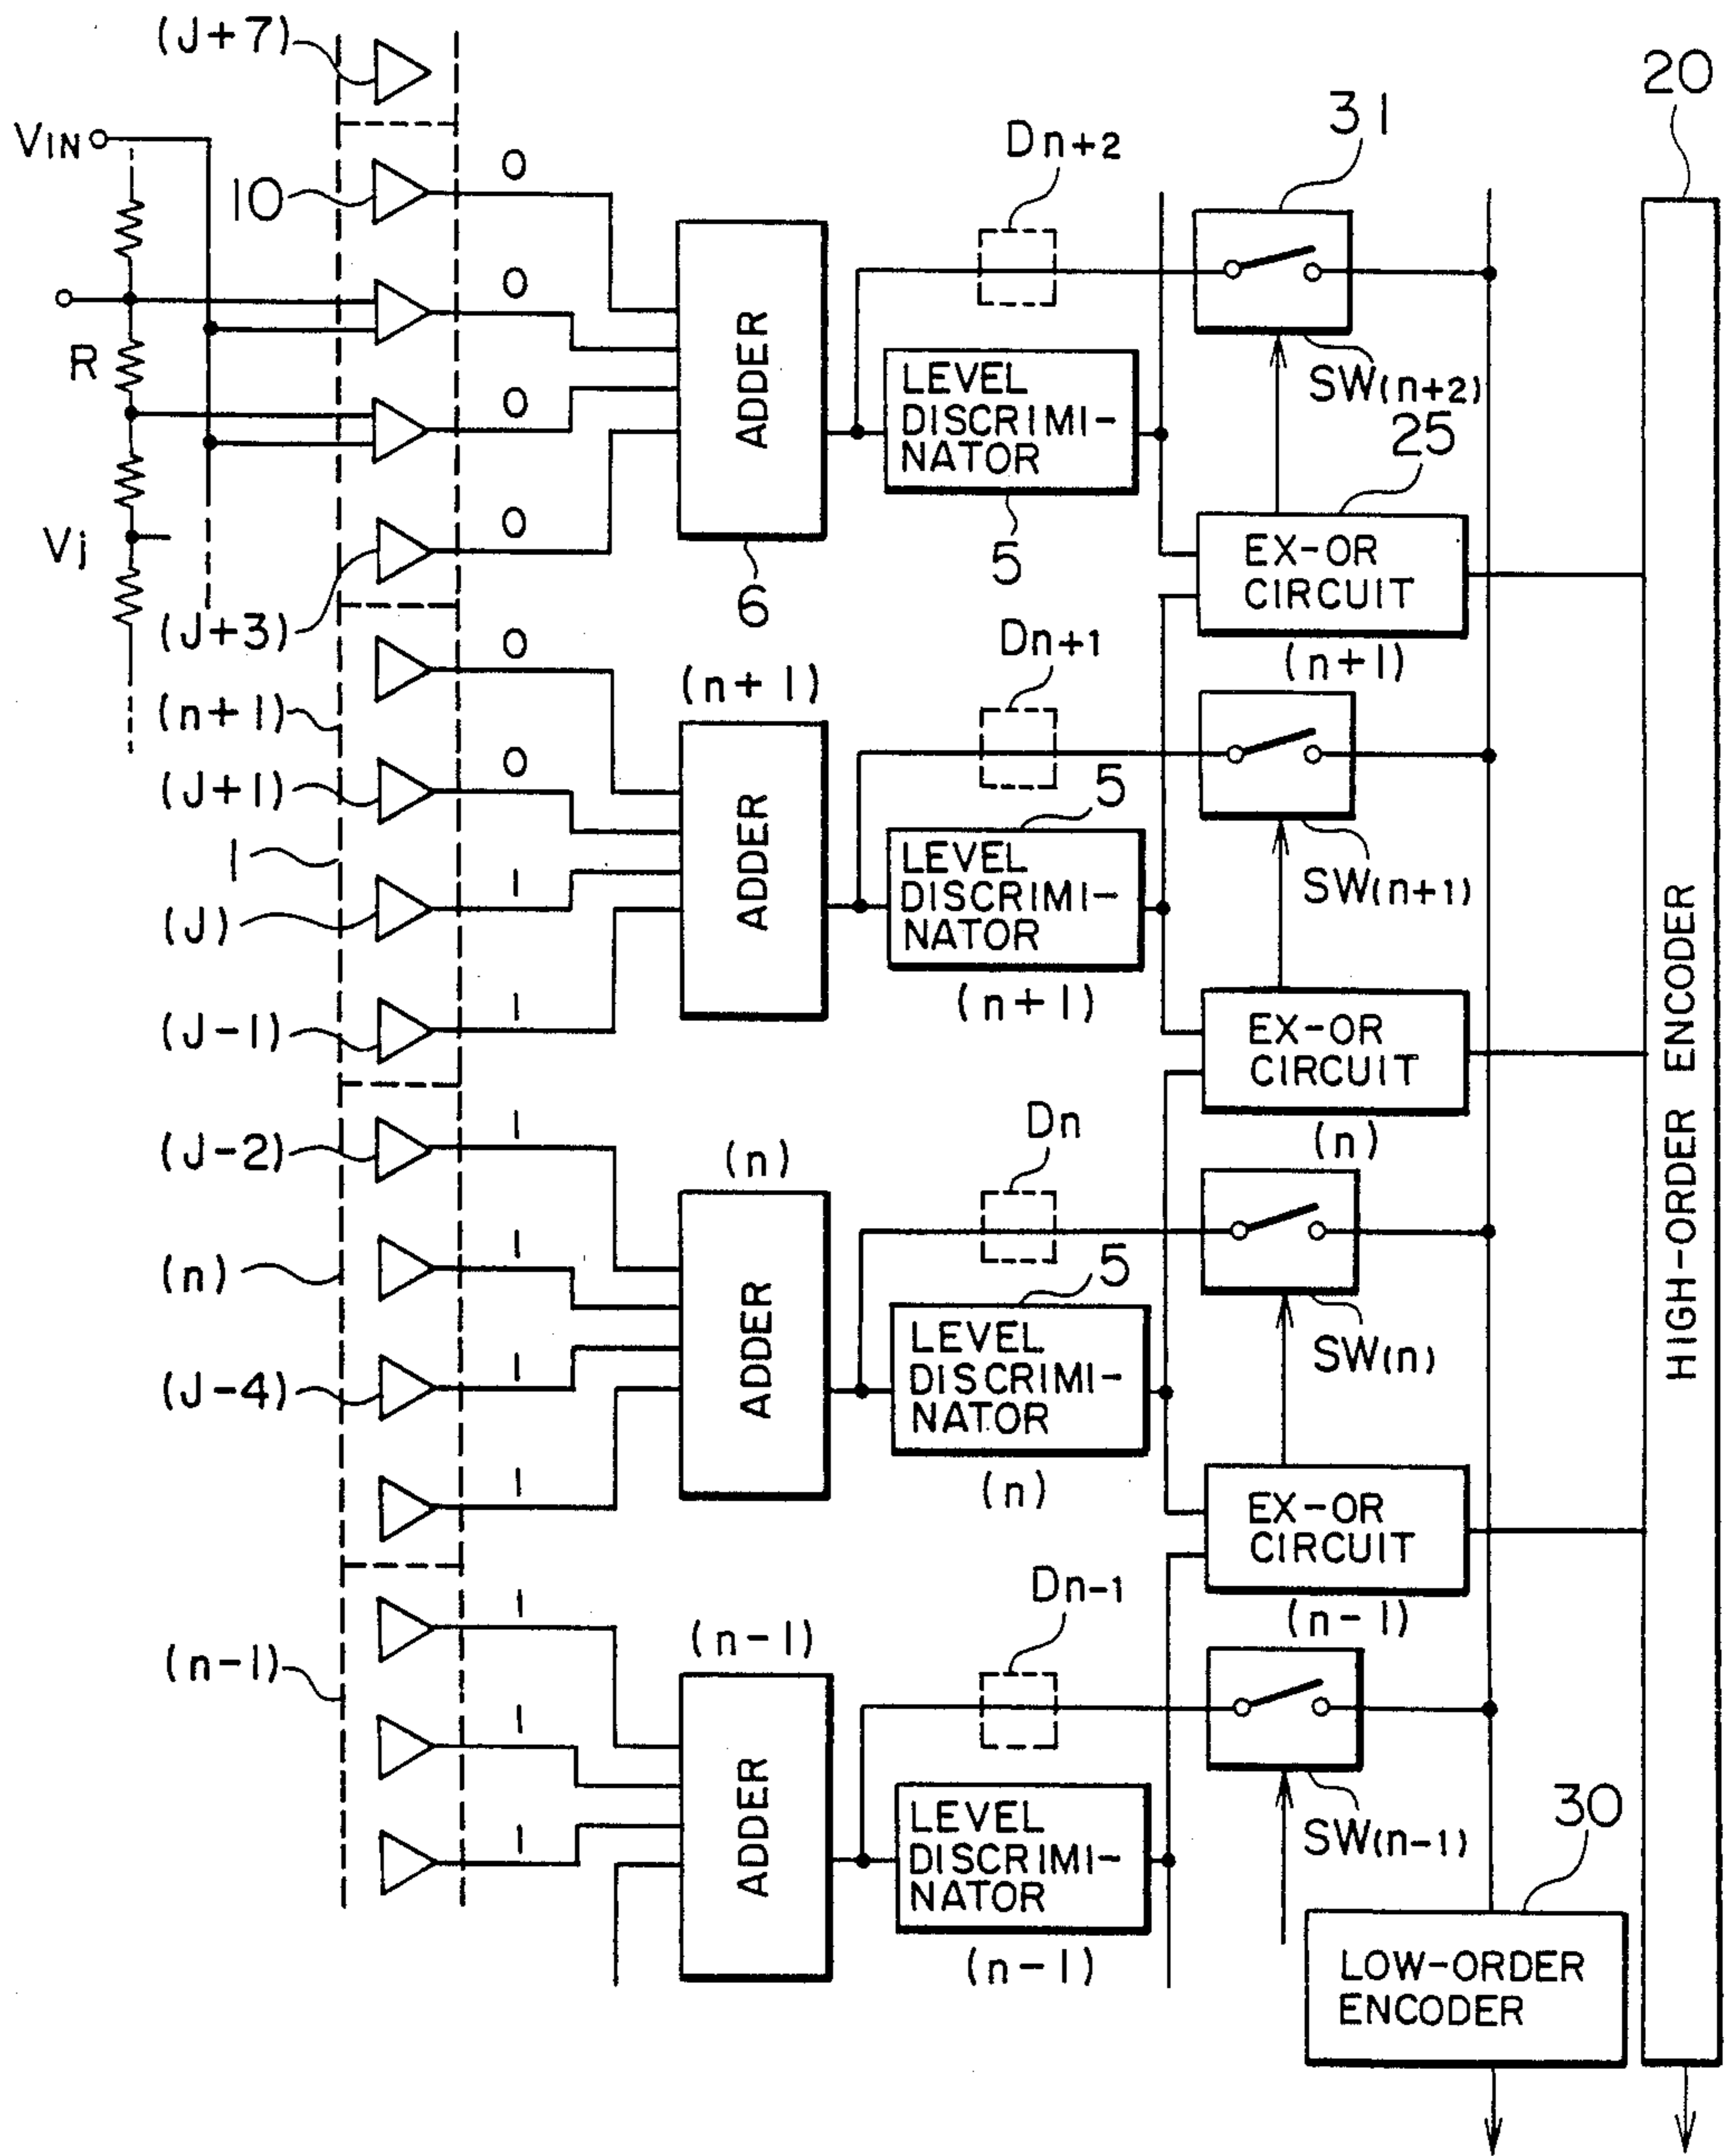 (J+7)
20
VIN
31
Dn+2
10
0
0
ADDER
R
LEVEL
DISCRIMI-
NATOR
SW(n+2)
0
25
Vj
0
5
EX-OR
CIRCUIT
6
(J+3)
0
Dn+1
(n+1)
(n+1)
(n+1)
(J+1)
0
ADDER
5
1
LEVEL
DISCRIMI-
NATOR
SW(n+1)
(J)
1
HIGH-ORDER ENCODER
(n+1)
(J-1)
1
EX-OR
CIRCUIT
Dn
(J-2)
1
(n)
(n)
(n)
1
ADDER
5
LEVEL
DISCRIMI-
NATOR
SW(n)
(J-4)
1
(n)
1
EX-OR
CIRCUIT
Dn-1
1
(n-1)
(n-1)
(n-1)
1
ADDER
LEVEL
DISCRIMI-
NATOR
SW(n-1)
30
1
(n-1)
LOW-ORDER
ENCODER